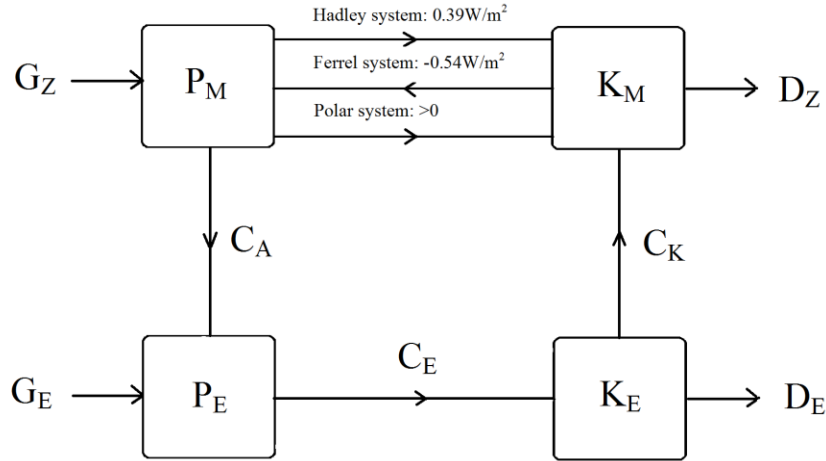 Hadley system: 0.39W/m²
G_Z P_M Ferrel system: -0.54W/m² K_M D_Z
Polar system: >0
C_A C_K
G_E P_E C_E K_E D_E